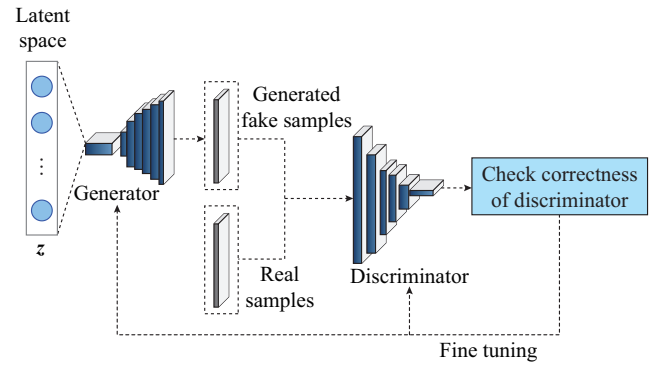 Latent
space
...
z
Generator
Generated
fake samples
Real
samples
Discriminator
Check correctness
of discriminator
Fine tuning